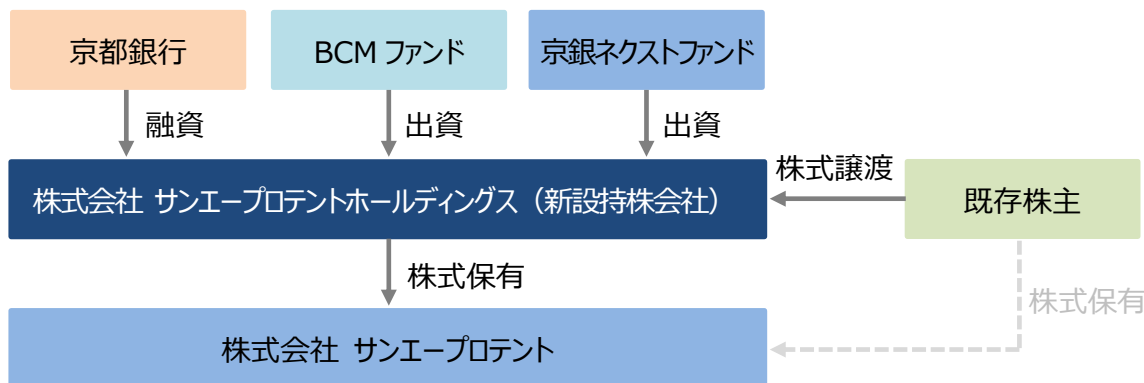 京都銀行
BCM ファンド
京銀ネクストファンド
融資
出資
出資
株式譲渡
株式会社 サンエープロテントホールディングス（新設持株会社）
既存株主
株式保有
株式保有
株式会社 サンエープロテント